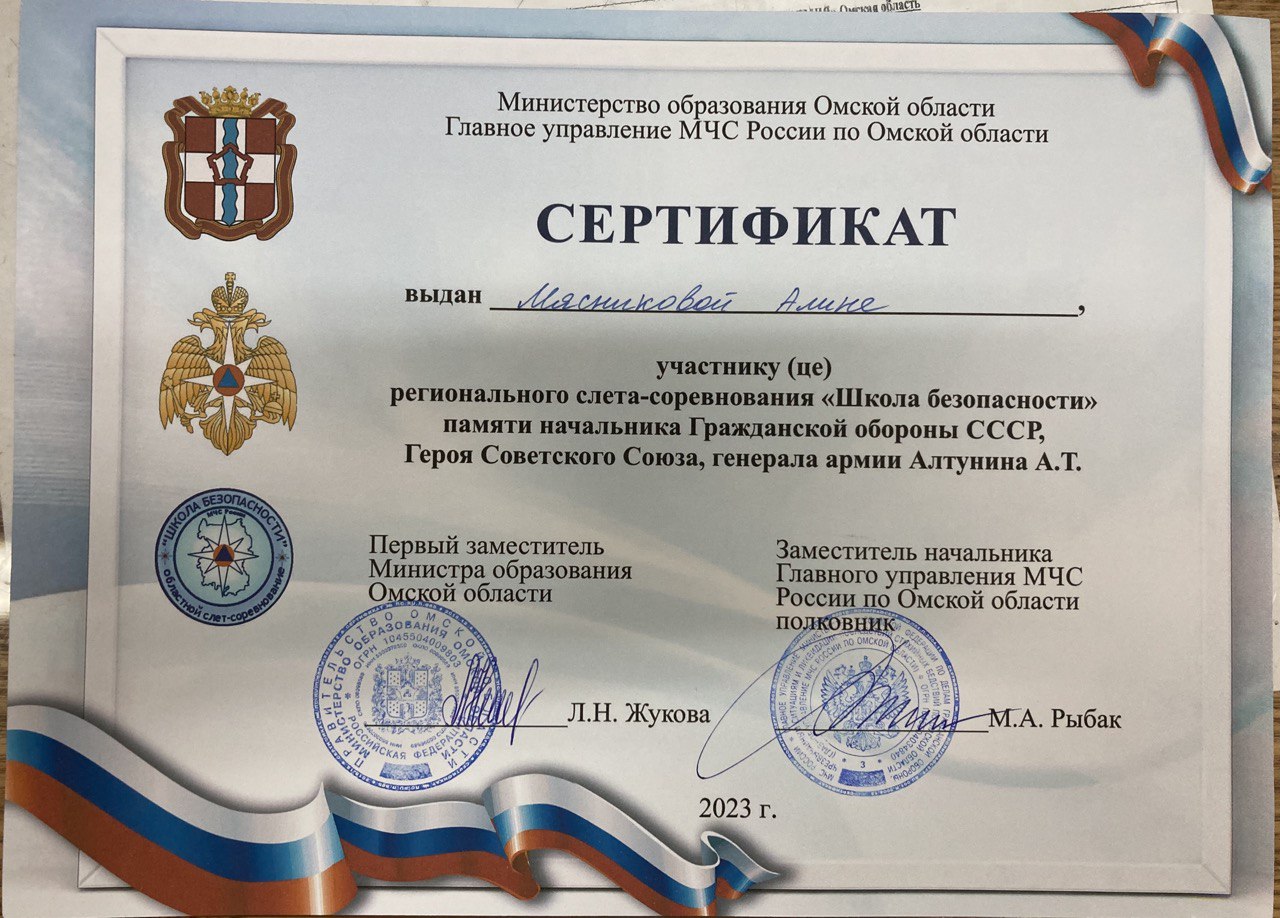 Омская область
Министерство образования Омской области
Главное управление МЧС России по Омской области
СЕРТИФИКАТ
выдан Мясниковой Алине,
участнику (це)
регионального слета-соревнования «Школа безопасности»
памяти начальника Гражданской обороны СССР,
Героя Советского Союза, генерала армии Алтунина А.Т.
"ШКОЛА БЕЗОПАСНОСТИ"
МЧС России
областной слет-соревнование
Первый заместитель
Министра образования
Омской области
Л.Н. Жукова
Заместитель начальника
Главного управления МЧС
России по Омской области
полковник
М.А. Рыбак
ПРАВИТЕЛЬСТВО ОМСКОЙ ОБЛАСТИ
МИНИСТЕРСТВО ОБРАЗОВАНИЯ
РОССИЙСКАЯ ФЕДЕРАЦИЯ
2023 г.